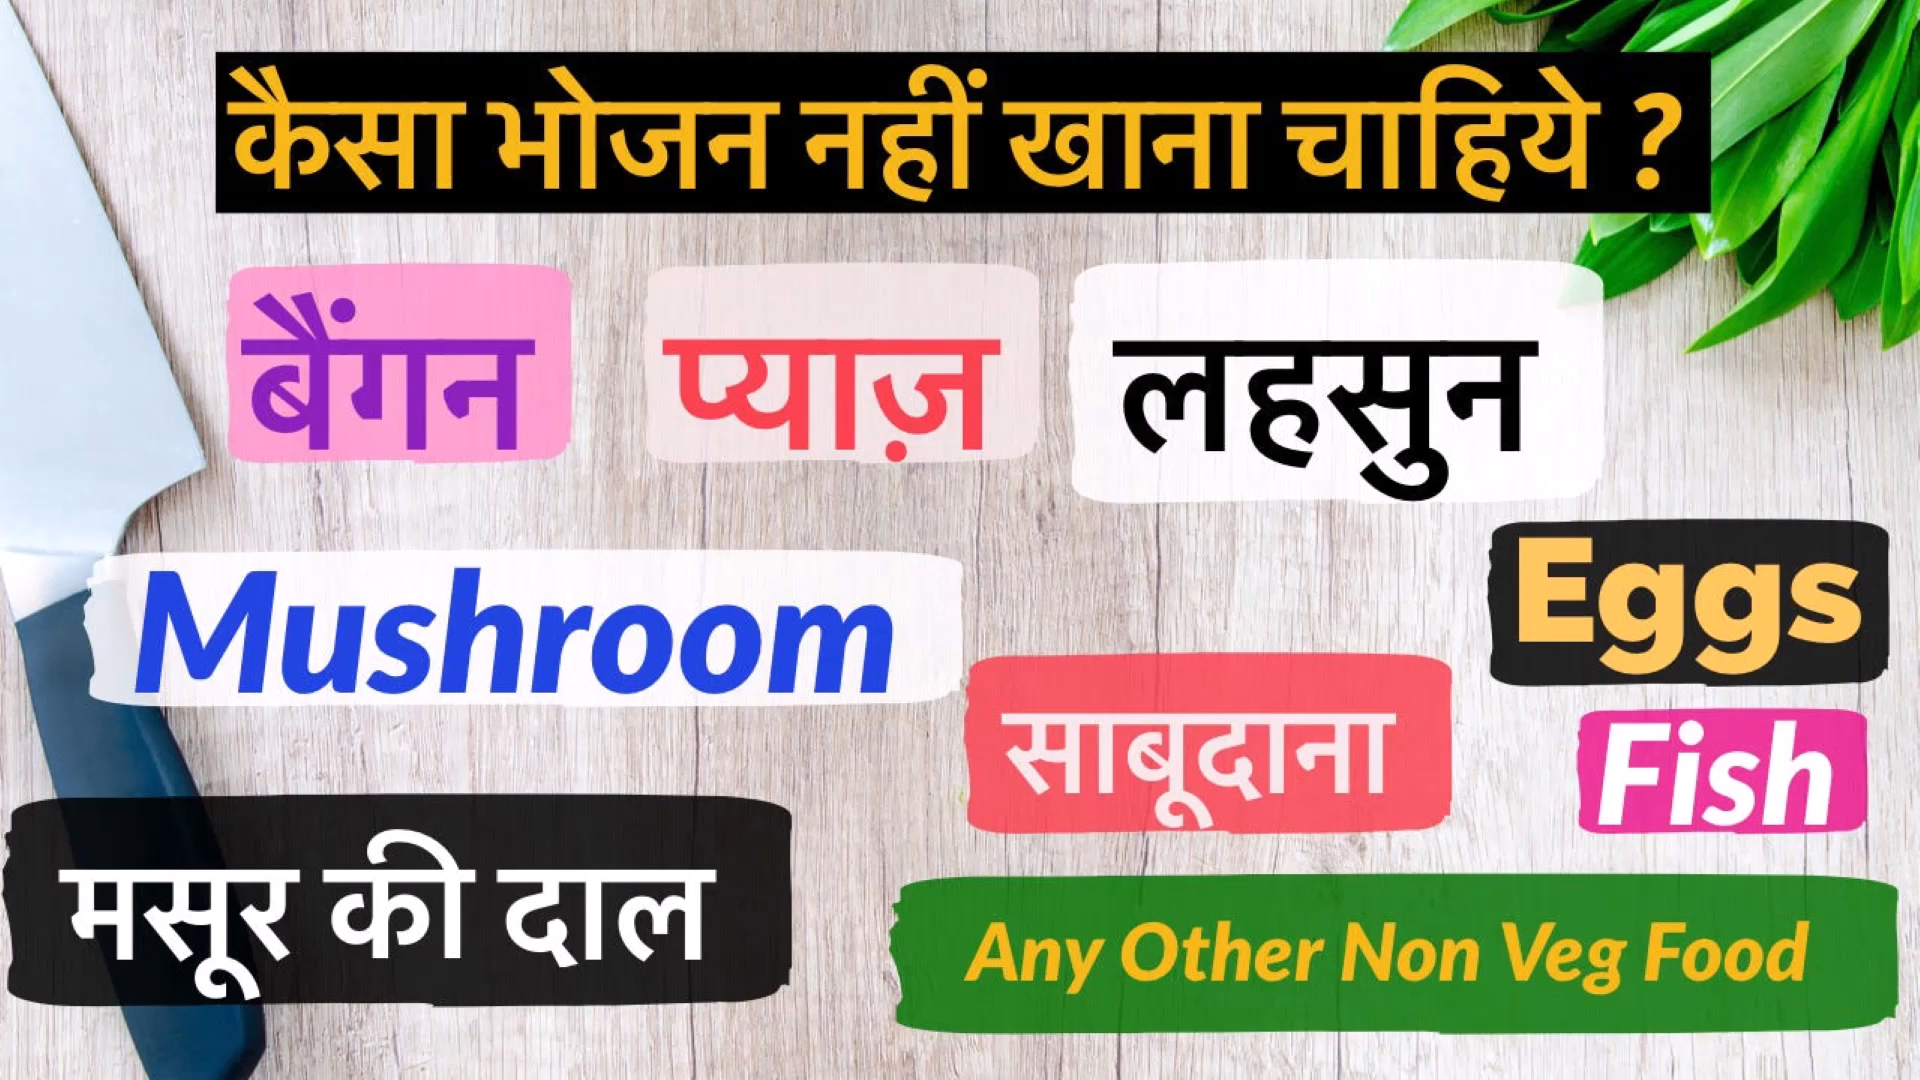 कैसा भोजन नहीं खाना चाहिये ?
बैंगन प्याज़ लहसुन
Mushroom
Eggs
साबूदाना
Fish
मसूर की दाल
Any Other Non Veg Food